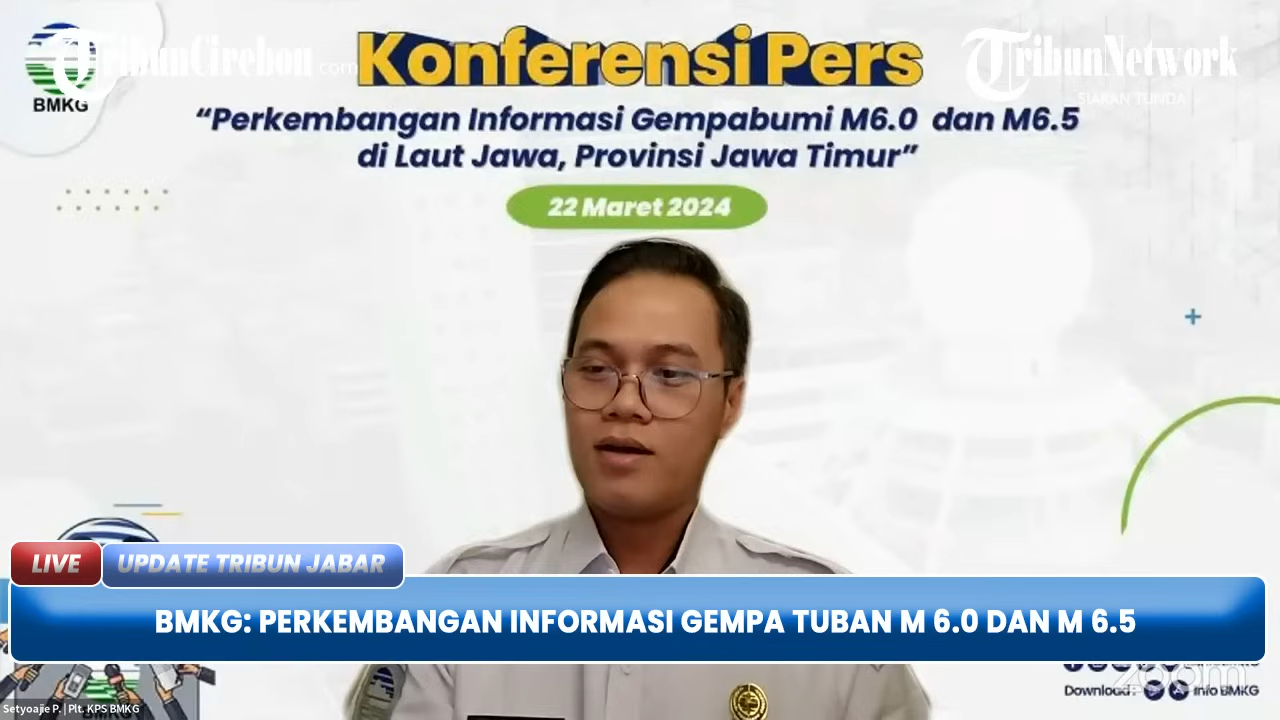 TribunCirebon.com
Konferensi Pers
TribunNetwork
SIARAN TUNDA
BMKG
“Perkembangan Informasi Gempabumi M6.0 dan M6.5
di Laut Jawa, Provinsi Jawa Timur”
22 Maret 2024
LIVE
UPDATE TRIBUN JABAR
BMKG: PERKEMBANGAN INFORMASI GEMPA TUBAN M 6.0 DAN M 6.5
zoom
Download:
Info BMKG
Setyoajie P. | Plt. KPS BMKG
BMKG